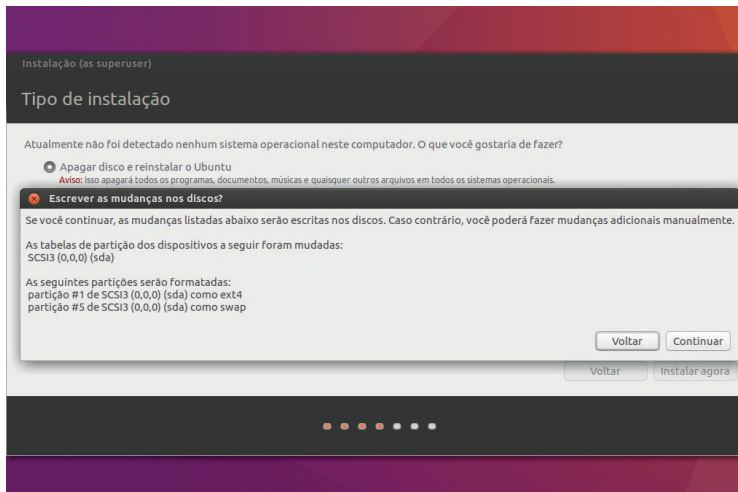 Instalação (as superuser)
Tipo de instalação
Atualmente não foi detectado nenhum sistema operacional neste computador. O que você gostaria de fazer?
Apagar disco e reinstalar o Ubuntu
Aviso: Isso apagará todos os programas, documentos, músicas e quaisquer outros arquivos em todos os sistemas operacionais.
Escrever as mudanças nos discos?
Se você continuar, as mudanças listadas abaixo serão escritas nos discos. Caso contrário, você poderá fazer mudanças adicionais manualmente.
As tabelas de partição dos dispositivos a seguir foram mudadas:
SCSI3 (0,0,0) (sda)
As seguintes partições serão formatadas:
partição #1 de SCSI3 (0,0,0) (sda) como ext4
partição #5 de SCSI3 (0,0,0) (sda) como swap
Voltar Continuar
Voltar Instalar agora